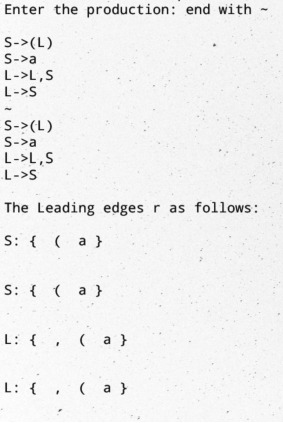 Enter the production: end with ~
S->(L)
S->a
L->L,S
L->S
~
S->(L)
S->a
L->L,S
L->S
The Leading edges r as follows:
S: { ( a }
S: { ( a }
L: { , ( a }
L: { , ( a }